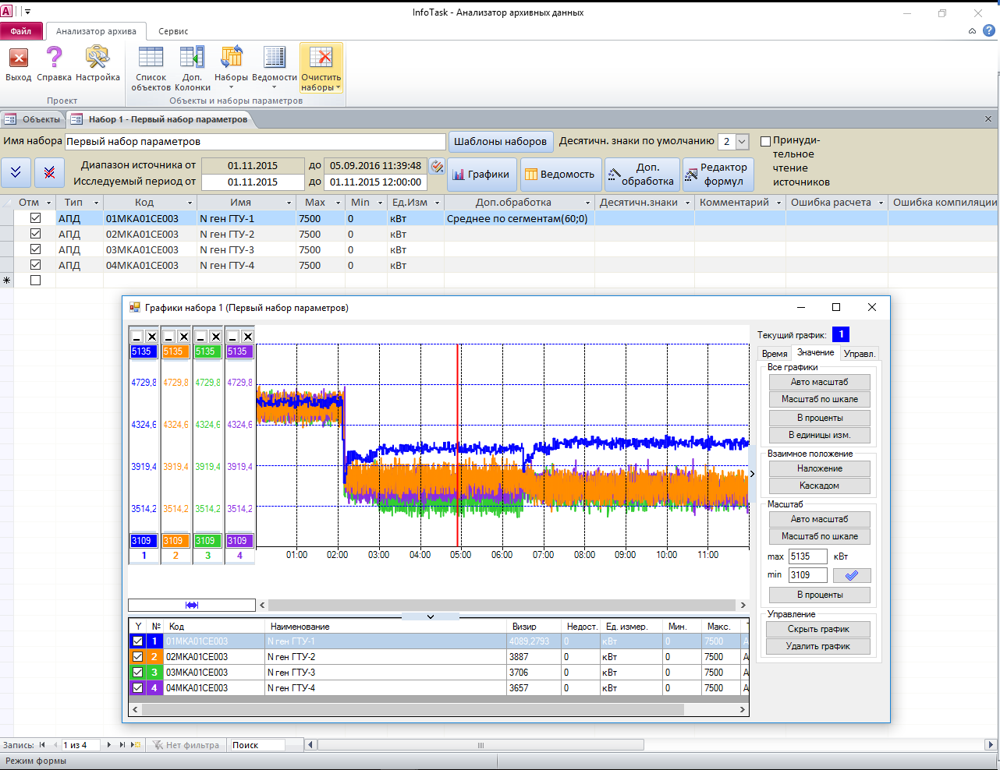 InfoTask - Анализатор архивных данных
Файл Анализатор архива Сервис
Выход Справка Настройка Список объектов Доп. Колонки Наборы Ведомости Очистить наборы
Проект Объекты и наборы параметров
Объекты Набор 1 - Первый набор параметров
Имя набора Первый набор параметров Шаблоны наборов Десятичн. знаки по умолчанию 2 Принуди-
тельное
чтение
источников
Диапазон источника от 01.11.2015 до 05.09.2016 11:39:48
Исследуемый период от 01.11.2015 до 01.11.2015 12:00:00
Графики Ведомость Доп. обработка Редактор формул
Отм Тип Код Имя Max Min Ед.Изм Доп.обработка Десятичн.знаки Комментарий Ошибка расчета Ошибка компиляции
АПД 01MKA01CE003 N ген ГТУ-1 7500 0 кВт Среднее по сегментам(60;0)
АПД 02MKA01CE003 N ген ГТУ-2 7500 0 кВт
АПД 03MKA01CE003 N ген ГТУ-3 7500 0 кВт
АПД 04MKA01CE003 N ген ГТУ-4 7500 0 кВт
Графики набора 1 (Первый набор параметров)
5135 5135 5135 5135
4729,8 4729,8 4729,8 4729,8
4324,6 4324,6 4324,6 4324,6
3919,4 3919,4 3919,4 3919,4
3514,2 3514,2 3514,2 3514,2
3109 3109 3109 3109
1 2 3 4
01:00 02:00 03:00 04:00 05:00 06:00 07:00 08:00 09:00 10:00 11:00
Текущий график: 1
Время Значение Управл.
Все графики
Авто масштаб
Масштаб по шкале
В проценты
В единицы изм.
Взаимное положение
Наложение
Каскадом
Масштаб
Авто масштаб
Масштаб по шкале
max 5135 кВт
min 3109
В проценты
Управление
Скрыть график
Удалить график
Y № Код Наименование Визир Недост. Ед. измер. Мин. Макс.
1 01MKA01CE003 N ген ГТУ-1 4089,2793 0 кВт 0 7500
2 02MKA01CE003 N ген ГТУ-2 3887 0 кВт 0 7500
3 03MKA01CE003 N ген ГТУ-3 3706 0 кВт 0 7500
4 04MKA01CE003 N ген ГТУ-4 3657 0 кВт 0 7500
Запись: 1 из 4 Нет фильтра Поиск
Режим формы